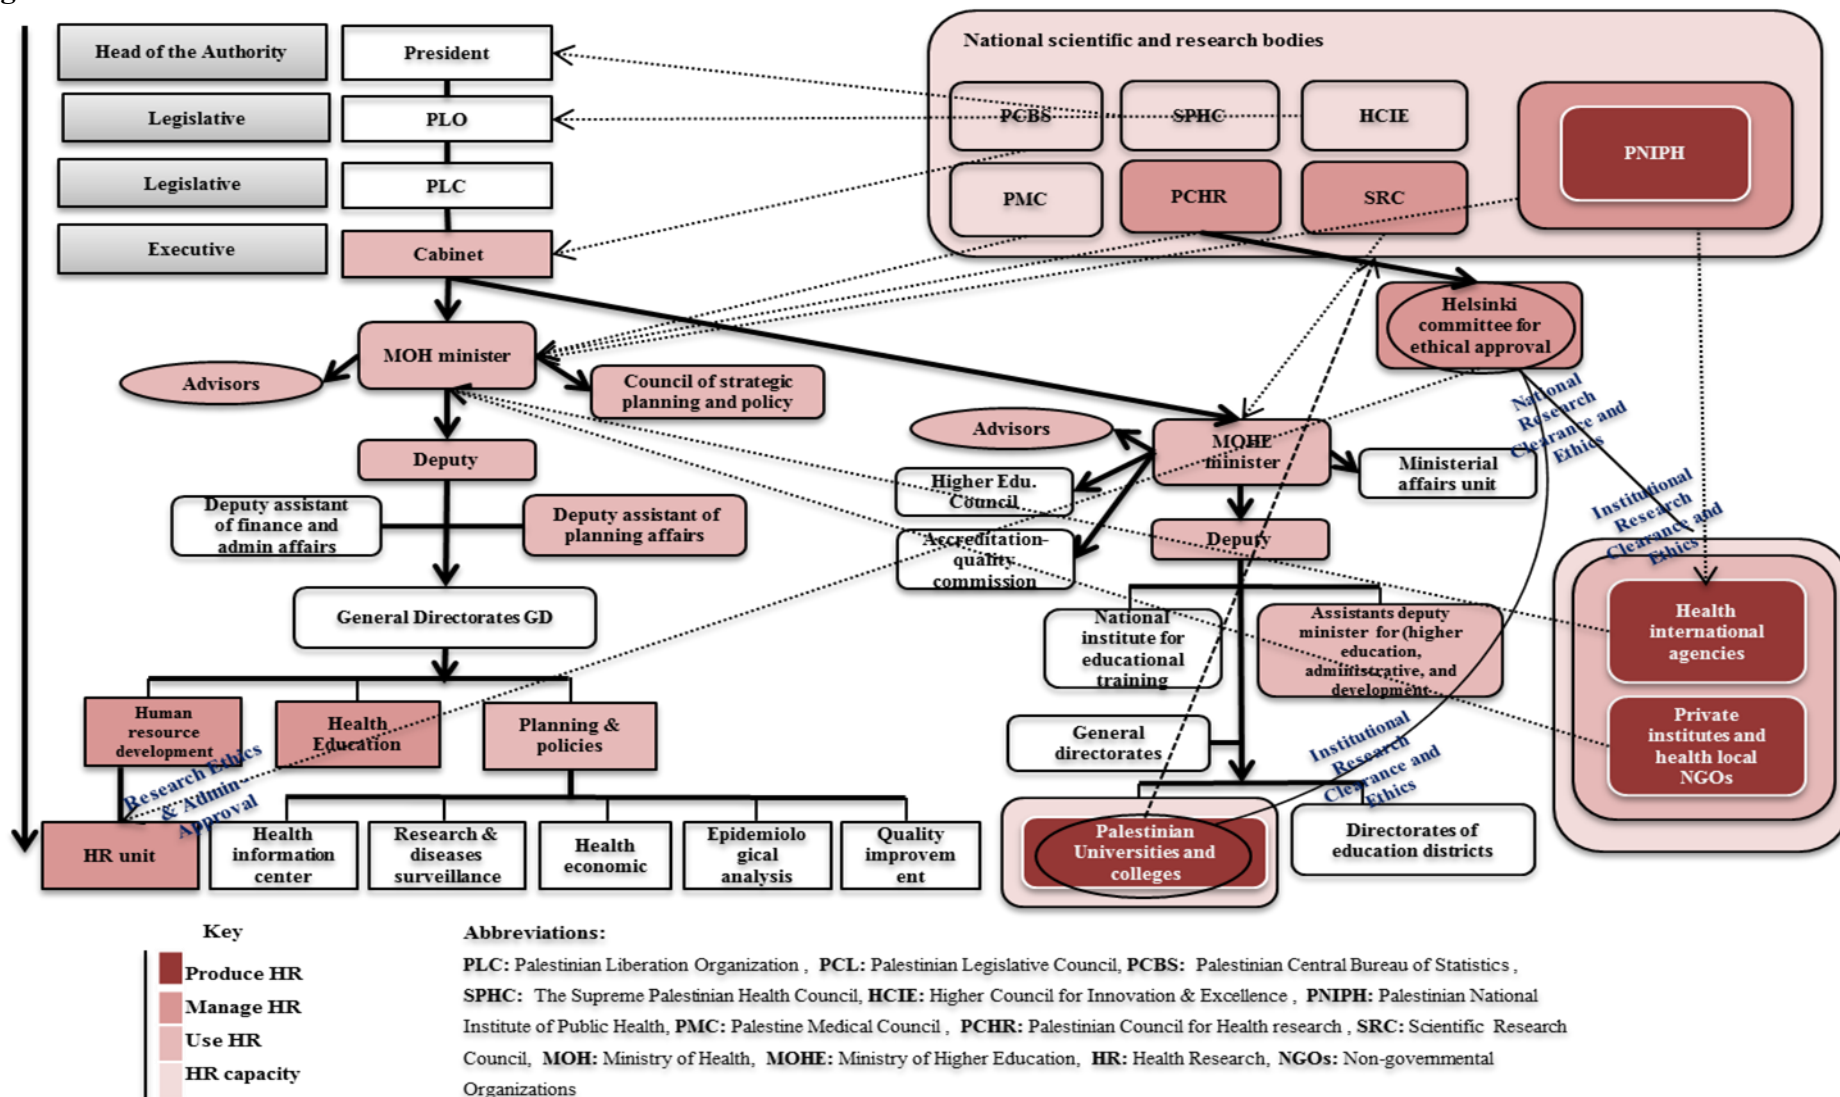 Head of the Authority
President
Legislative
PLO
Legislative
PLC
Executive
Cabinet
National scientific and research bodies
PCBS
SPHC
HCIE
PNIPH
PMC
PCHR
SRC
Helsinki
committee for
ethical approval
MOH minister
Advisors
Council of strategic
planning and policy
Deputy
Deputy assistant
of finance and
admin affairs
Deputy assistant of
planning affairs
General Directorates GD
Human
resource
development
Health
Education
Planning &
policies
Research Ethics
& Admin
Approval
HR unit
Health
information
center
Research &
diseases
surveillance
Health
economic
Epidemiolo
gical
analysis
Quality
improvem
ent
Advisors
MOHE
minister
Ministerial
affairs unit
Higher Edu.
Council
Accreditation-
quality
commission
Deputy
National
institute for
educational
training
Assistants deputy
minister for (higher
education,
administrative, and
development
General
directorates
Palestinian
Universities and
colleges
Directorates of
education districts
National
Research
Clearance and
Ethics
Institutional
Research
Clearance and
Ethics
Institutional
Research
Clearance and
Ethics
Health
international
agencies
Private
institutes and
health local
NGOs
Key
Produce HR
Manage HR
Use HR
HR capacity
Abbreviations:
PLC: Palestinian Liberation Organization , PCL: Palestinian Legislative Council, PCBS: Palestinian Central Bureau of Statistics ,
SPHC: The Supreme Palestinian Health Council, HCIE: Higher Council for Innovation & Excellence , PNIPH: Palestinian National
Institute of Public Health, PMC: Palestine Medical Council , PCHR: Palestinian Council for Health research , SRC: Scientific Research
Council, MOH: Ministry of Health, MOHE: Ministry of Higher Education, HR: Health Research, NGOs: Non-governmental
Organizations